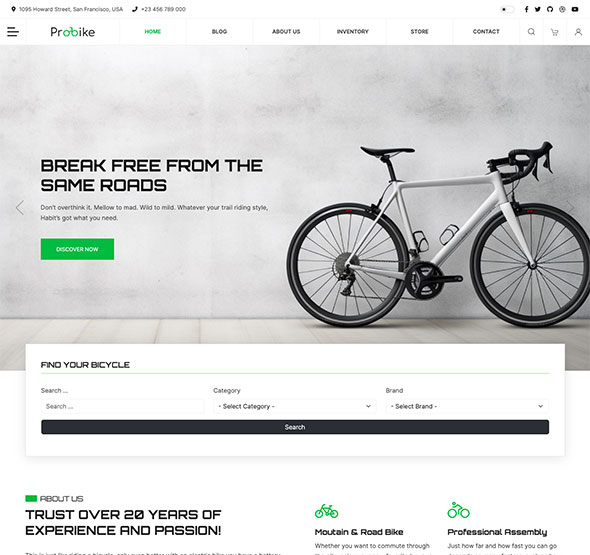 1095 Howard Street, San Francisco, USA +23 456 789 000
Probike HOME BLOG ABOUT US INVENTORY STORE CONTACT
BREAK FREE FROM THE
SAME ROADS
Don't overthink it. Mellow to mad. Wild to mild. Whatever your trail riding style,
Habit's got what you need.
DISCOVER NOW
FIND YOUR BICYCLE
Search ... Category Brand
Search ... - Select Category - - Select Brand -
Search
ABOUT US
TRUST OVER 20 YEARS OF
EXPERIENCE AND PASSION!
Moutain & Road Bike Professional Assembly
Whether you want to commute through Just how far and how fast you can go